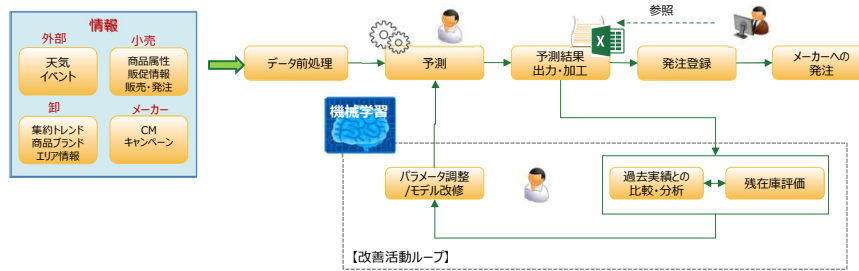 情報
外部
小売
天気
イベント
商品属性
販促情報
販売・発注
卸
メーカー
集約トレンド
商品ブランド
エリア情報
CM
キャンペーン
データ前処理
予測
予測結果
出力・加工
参照
発注登録
メーカーへの
発注
機械学習
パラメータ調整
/モデル改修
過去実績との
比較・分析
残在庫評価
【改善活動ループ】
X